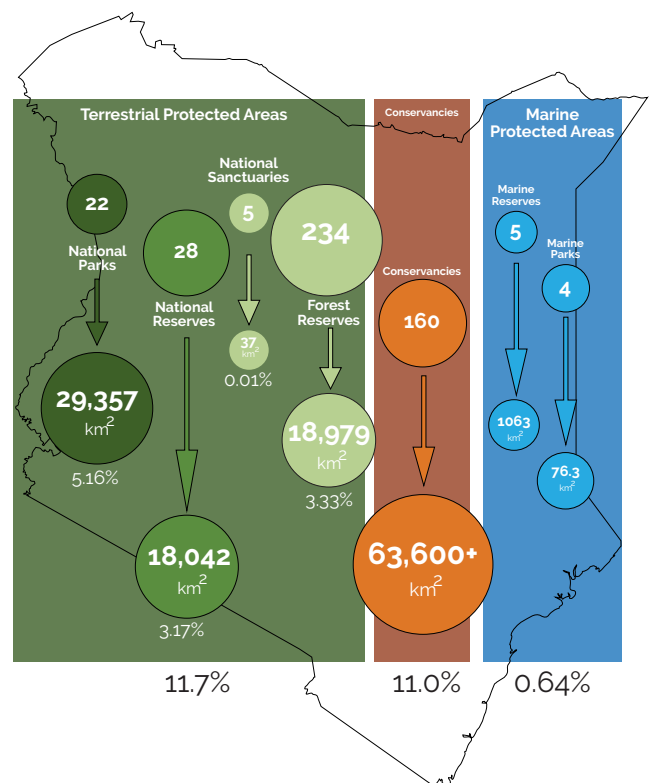 Terrestrial Protected Areas
22
National
Parks
29,357
km²
5.16%
28
National
Reserves
18,042
km²
3.17%
National
Sanctuaries
5
37
km²
0.01%
234
Forest
Reserves
18,979
km²
3.33%
11.7%
Conservancies
Conservancies
160
63,600+
km²
11.0%
Marine
Protected Areas
Marine
Reserves
5
1063
km²
Marine
Parks
4
76.3
km²
0.64%